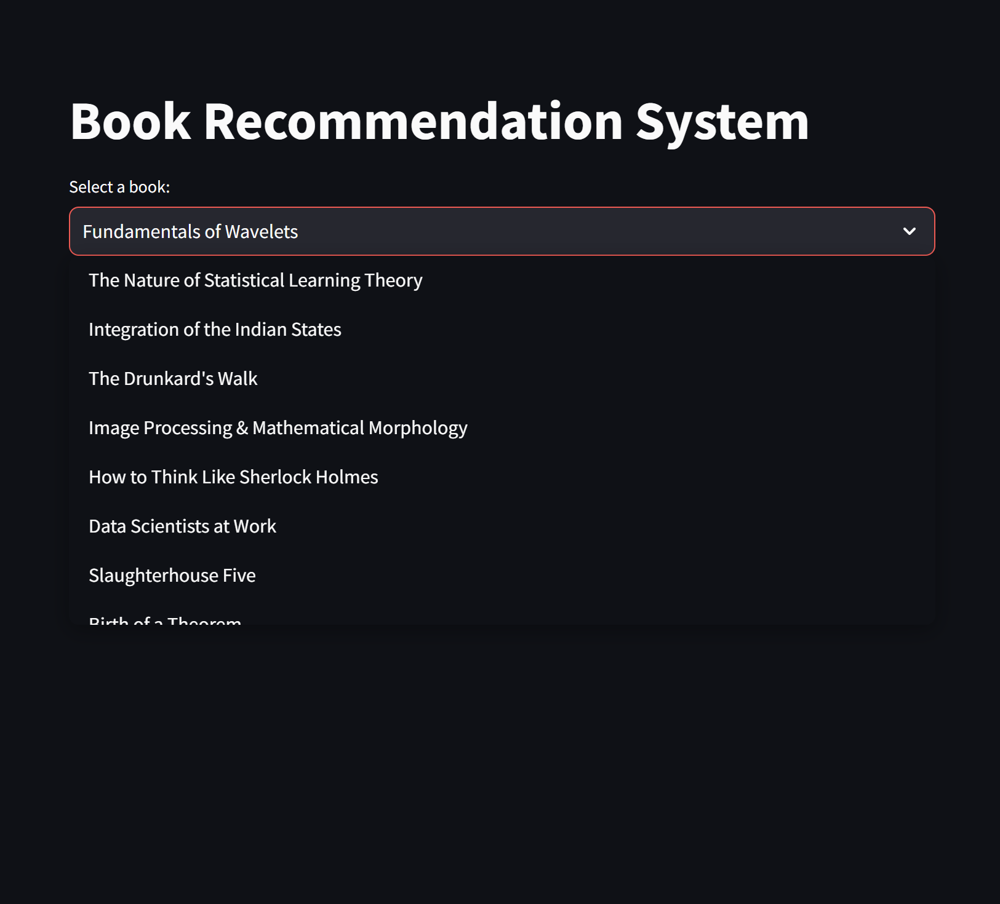 Book Recommendation System
Select a book:
Fundamentals of Wavelets
The Nature of Statistical Learning Theory
Integration of the Indian States
The Drunkard's Walk
Image Processing & Mathematical Morphology
How to Think Like Sherlock Holmes
Data Scientists at Work
Slaughterhouse Five
Birth of a Theorem